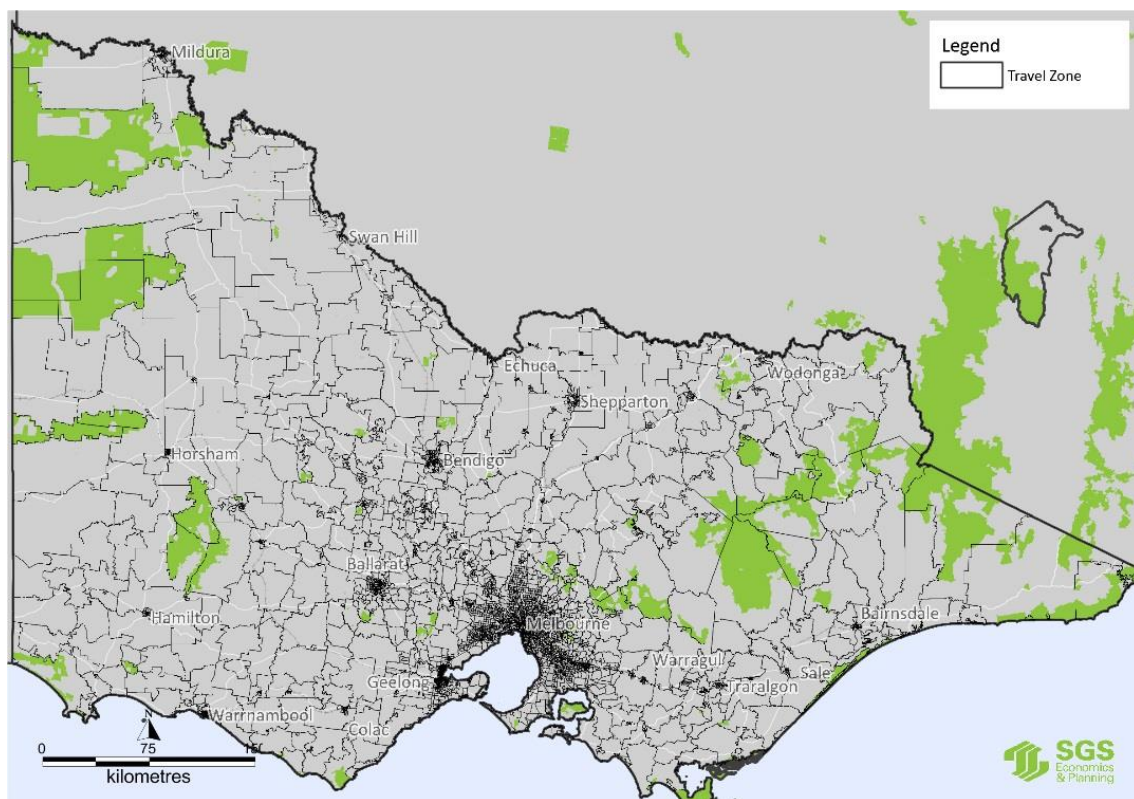 Legend
Travel Zone
Mildura
Swan Hill
Echuca
Wodonga
Shepparton
Horsham
Bendigo
Ballarat
Hamilton
Melbourne
Bairnsdale
Warragul
Sale
Geelong
Traralgon
Warrnambool
Colac
N
0 75 15
kilometres
SGS
Economics
& Planning